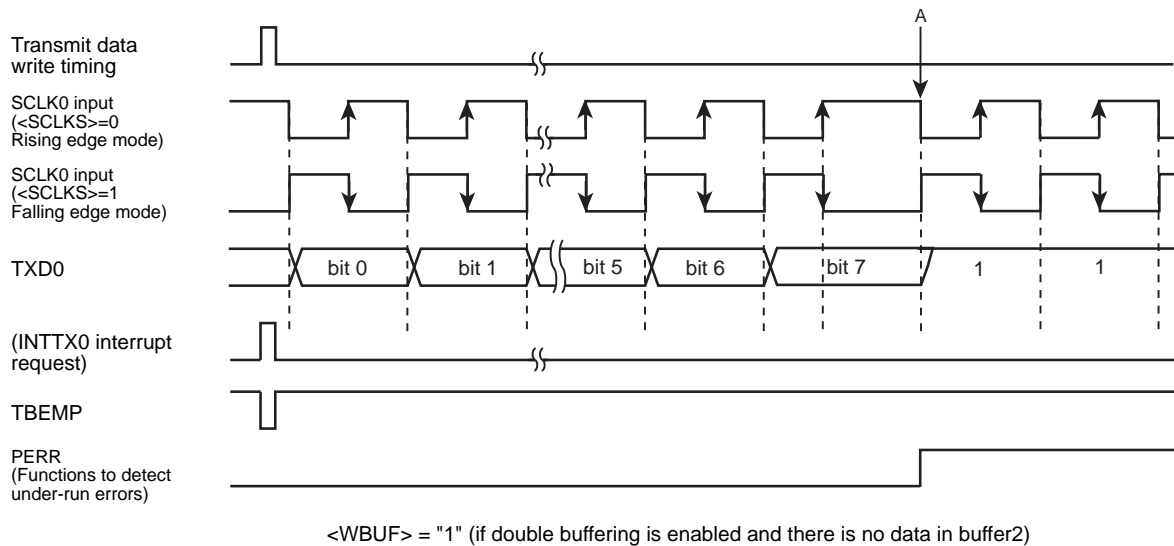 A
Transmit data
write timing
SCLK0 input
(<SCLKS>=0
Rising edge mode)
SCLK0 input
(<SCLKS>=1
Falling edge mode)
TXD0
bit 0
bit 1
bit 5
bit 6
bit 7
1
1
(INTTX0 interrupt
request)
TBEMP
PERR
(Functions to detect
under-run errors)
<WBUF> = "1" (if double buffering is enabled and there is no data in buffer2)